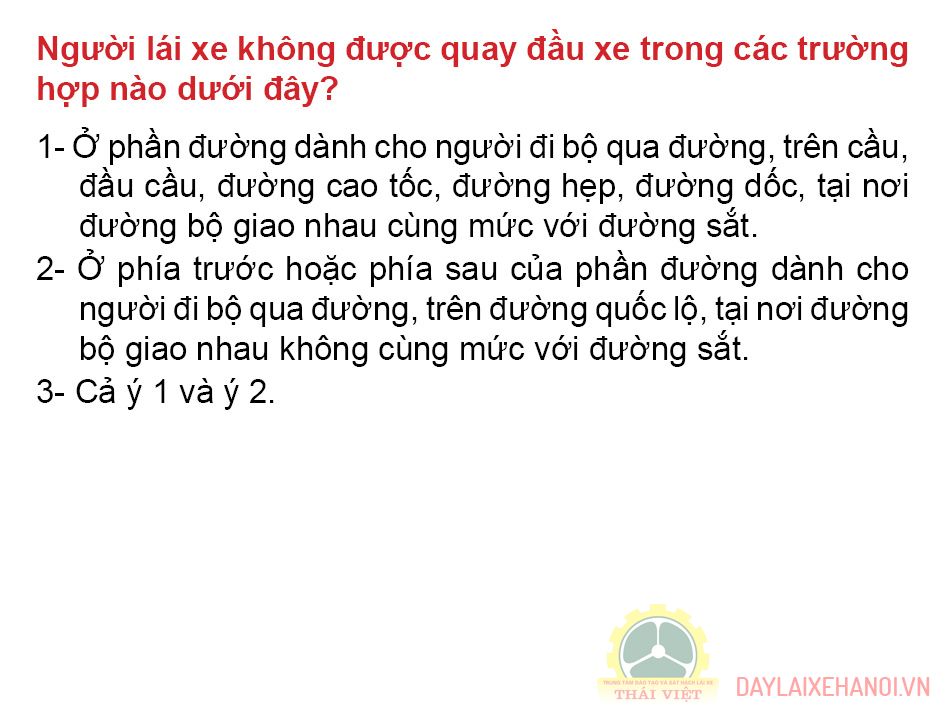 Người lái xe không được quay đầu xe trong các trường
hợp nào dưới đây?
1- Ở phần đường dành cho người đi bộ qua đường, trên cầu,
đầu cầu, đường cao tốc, đường hẹp, đường dốc, tại nơi
đường bộ giao nhau cùng mức với đường sắt.
2- Ở phía trước hoặc phía sau của phần đường dành cho
người đi bộ qua đường, trên đường quốc lộ, tại nơi đường
bộ giao nhau không cùng mức với đường sắt.
3- Cả ý 1 và ý 2.
TRUNG TÂM ĐÀO TẠO VÀ SÁT HẠCH LÁI XE
THÁI VIỆT
DAYLAIXEHANOI.VN